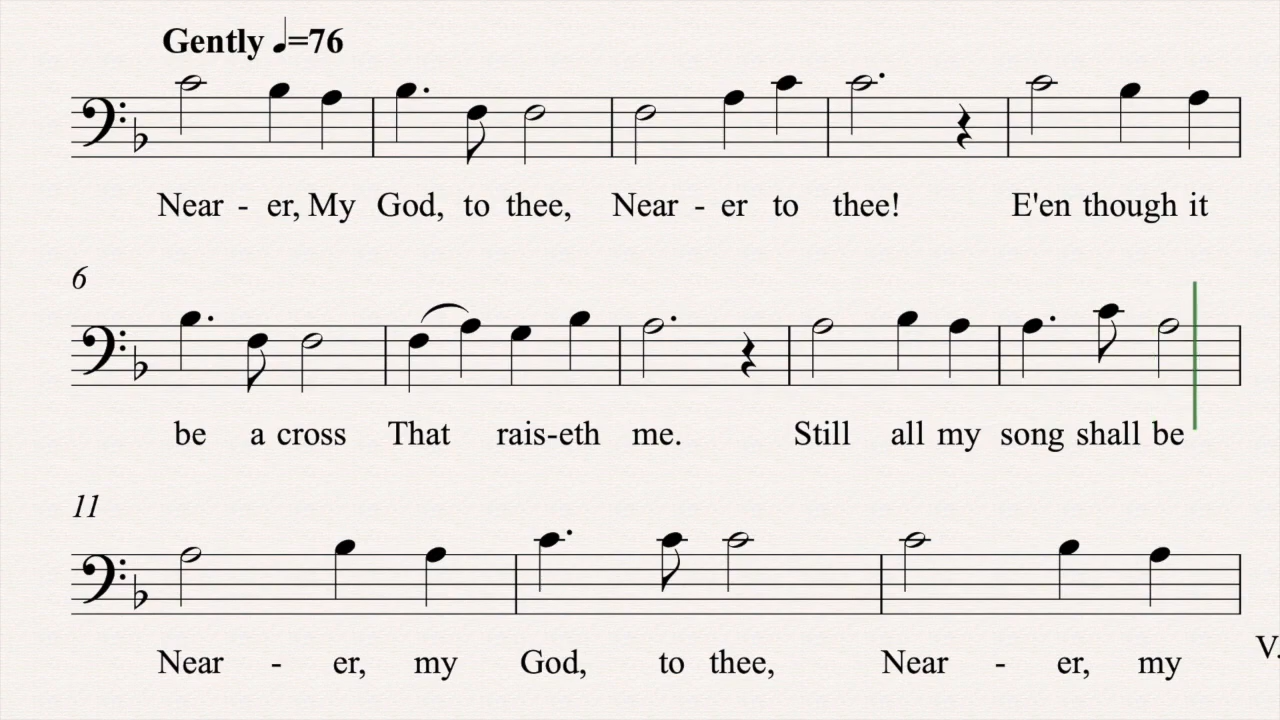 Gently ♩=76
Near - er, My God, to thee, Near - er to thee! E'en though it
6
be a cross That rais-eth me. Still all my song shall be
11
Near - er, my God, to thee, Near - er, my
V.